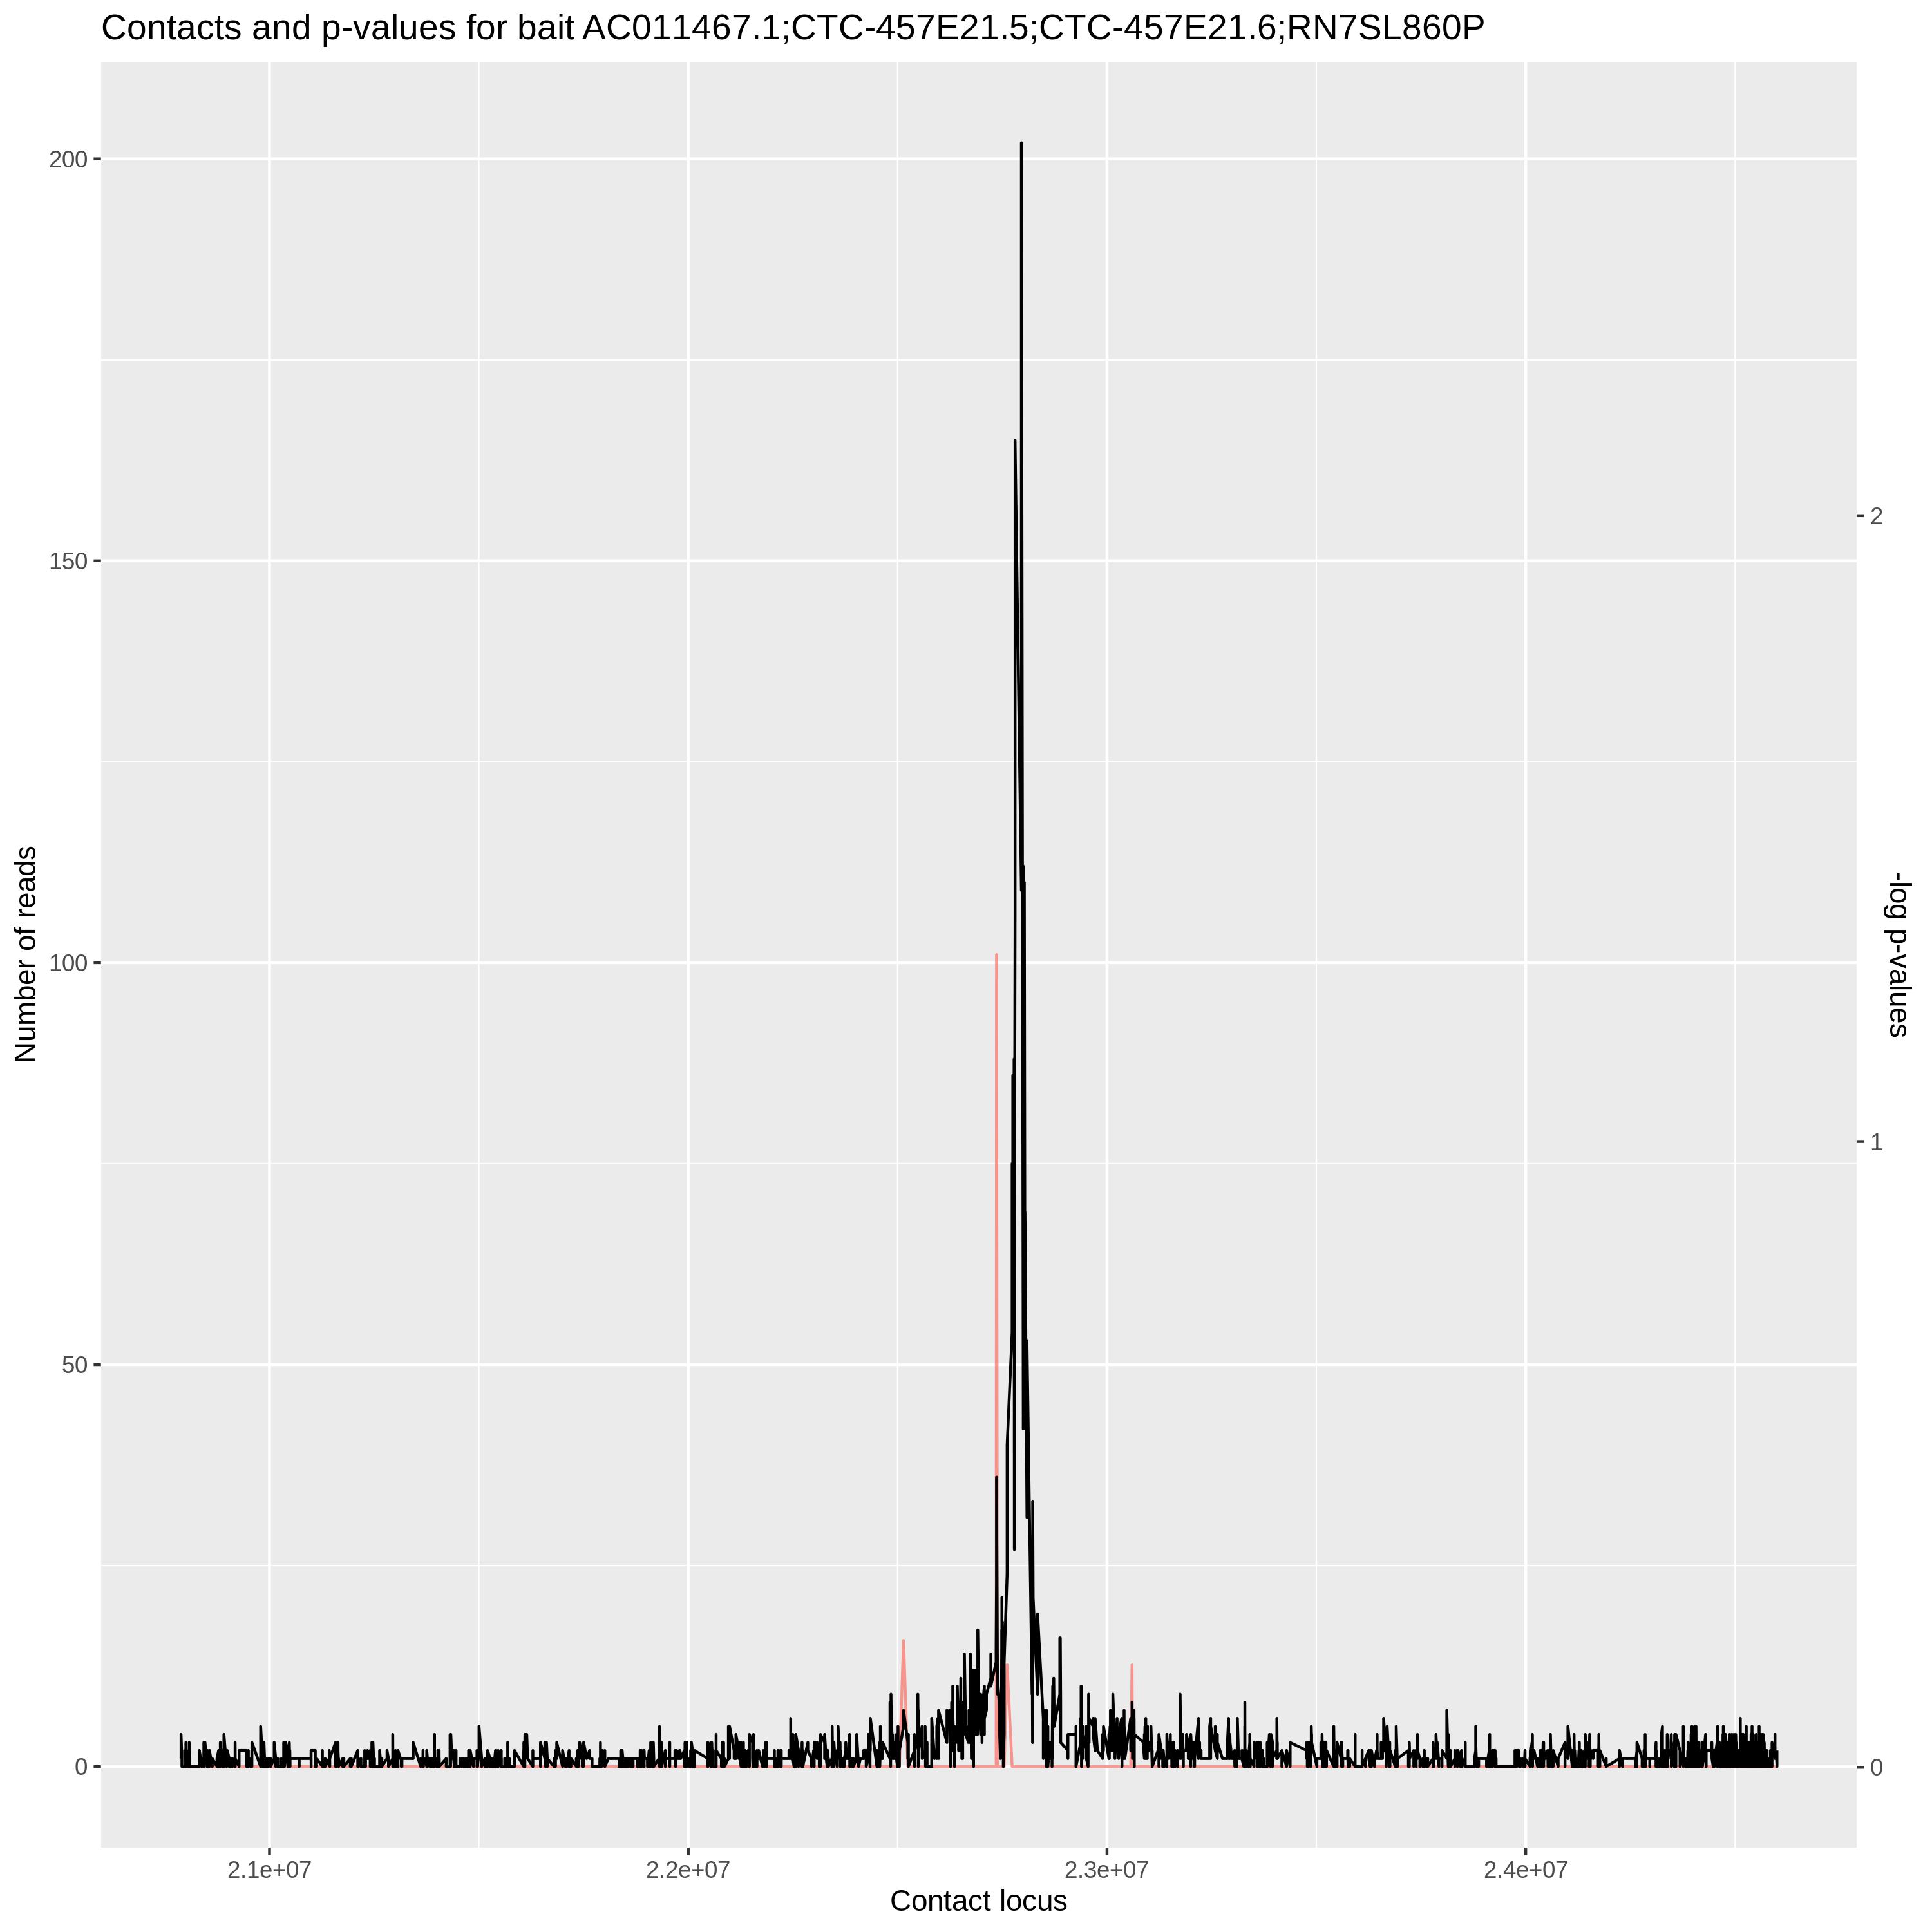 Contacts and p-values for bait AC011467.1;CTC-457E21.5;CTC-457E21.6;RN7SL860P
200
150
100
50
0
Number of reads
2
1
0
-log p-values
2.1e+07
2.2e+07
2.3e+07
2.4e+07
Contact locus